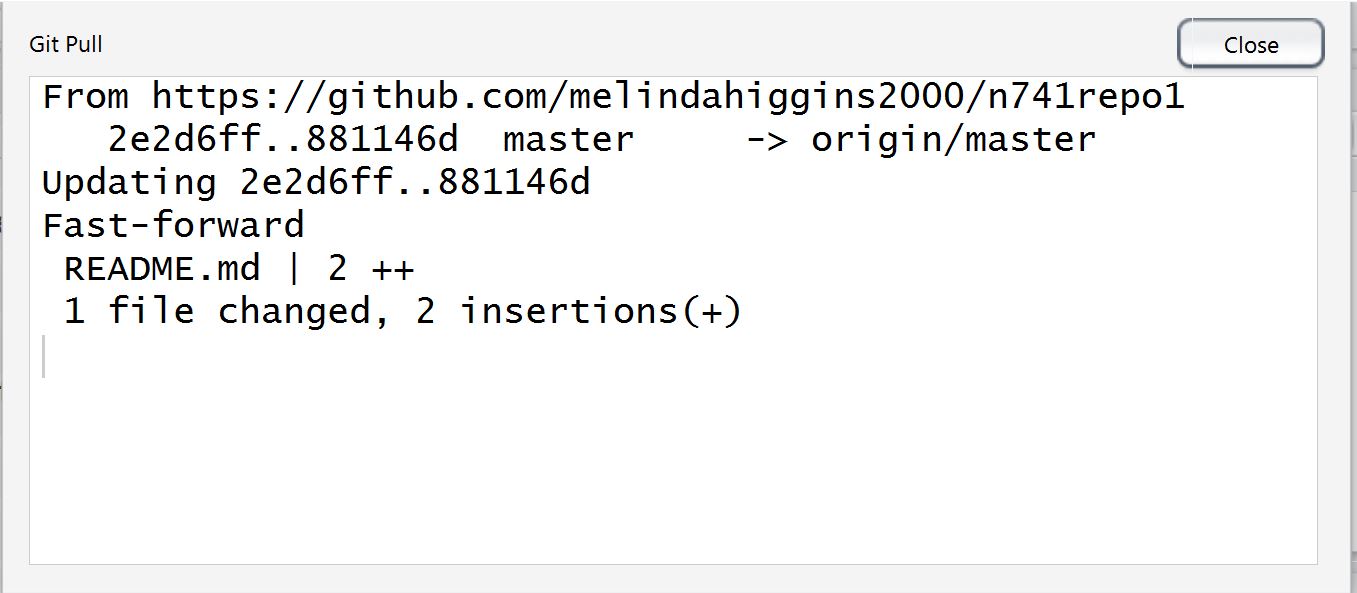 Git Pull
Close
From https://github.com/melindahiggins2000/n741repo1
   2e2d6ff..881146d  master     -> origin/master
Updating 2e2d6ff..881146d
Fast-forward
 README.md | 2 ++
 1 file changed, 2 insertions(+)